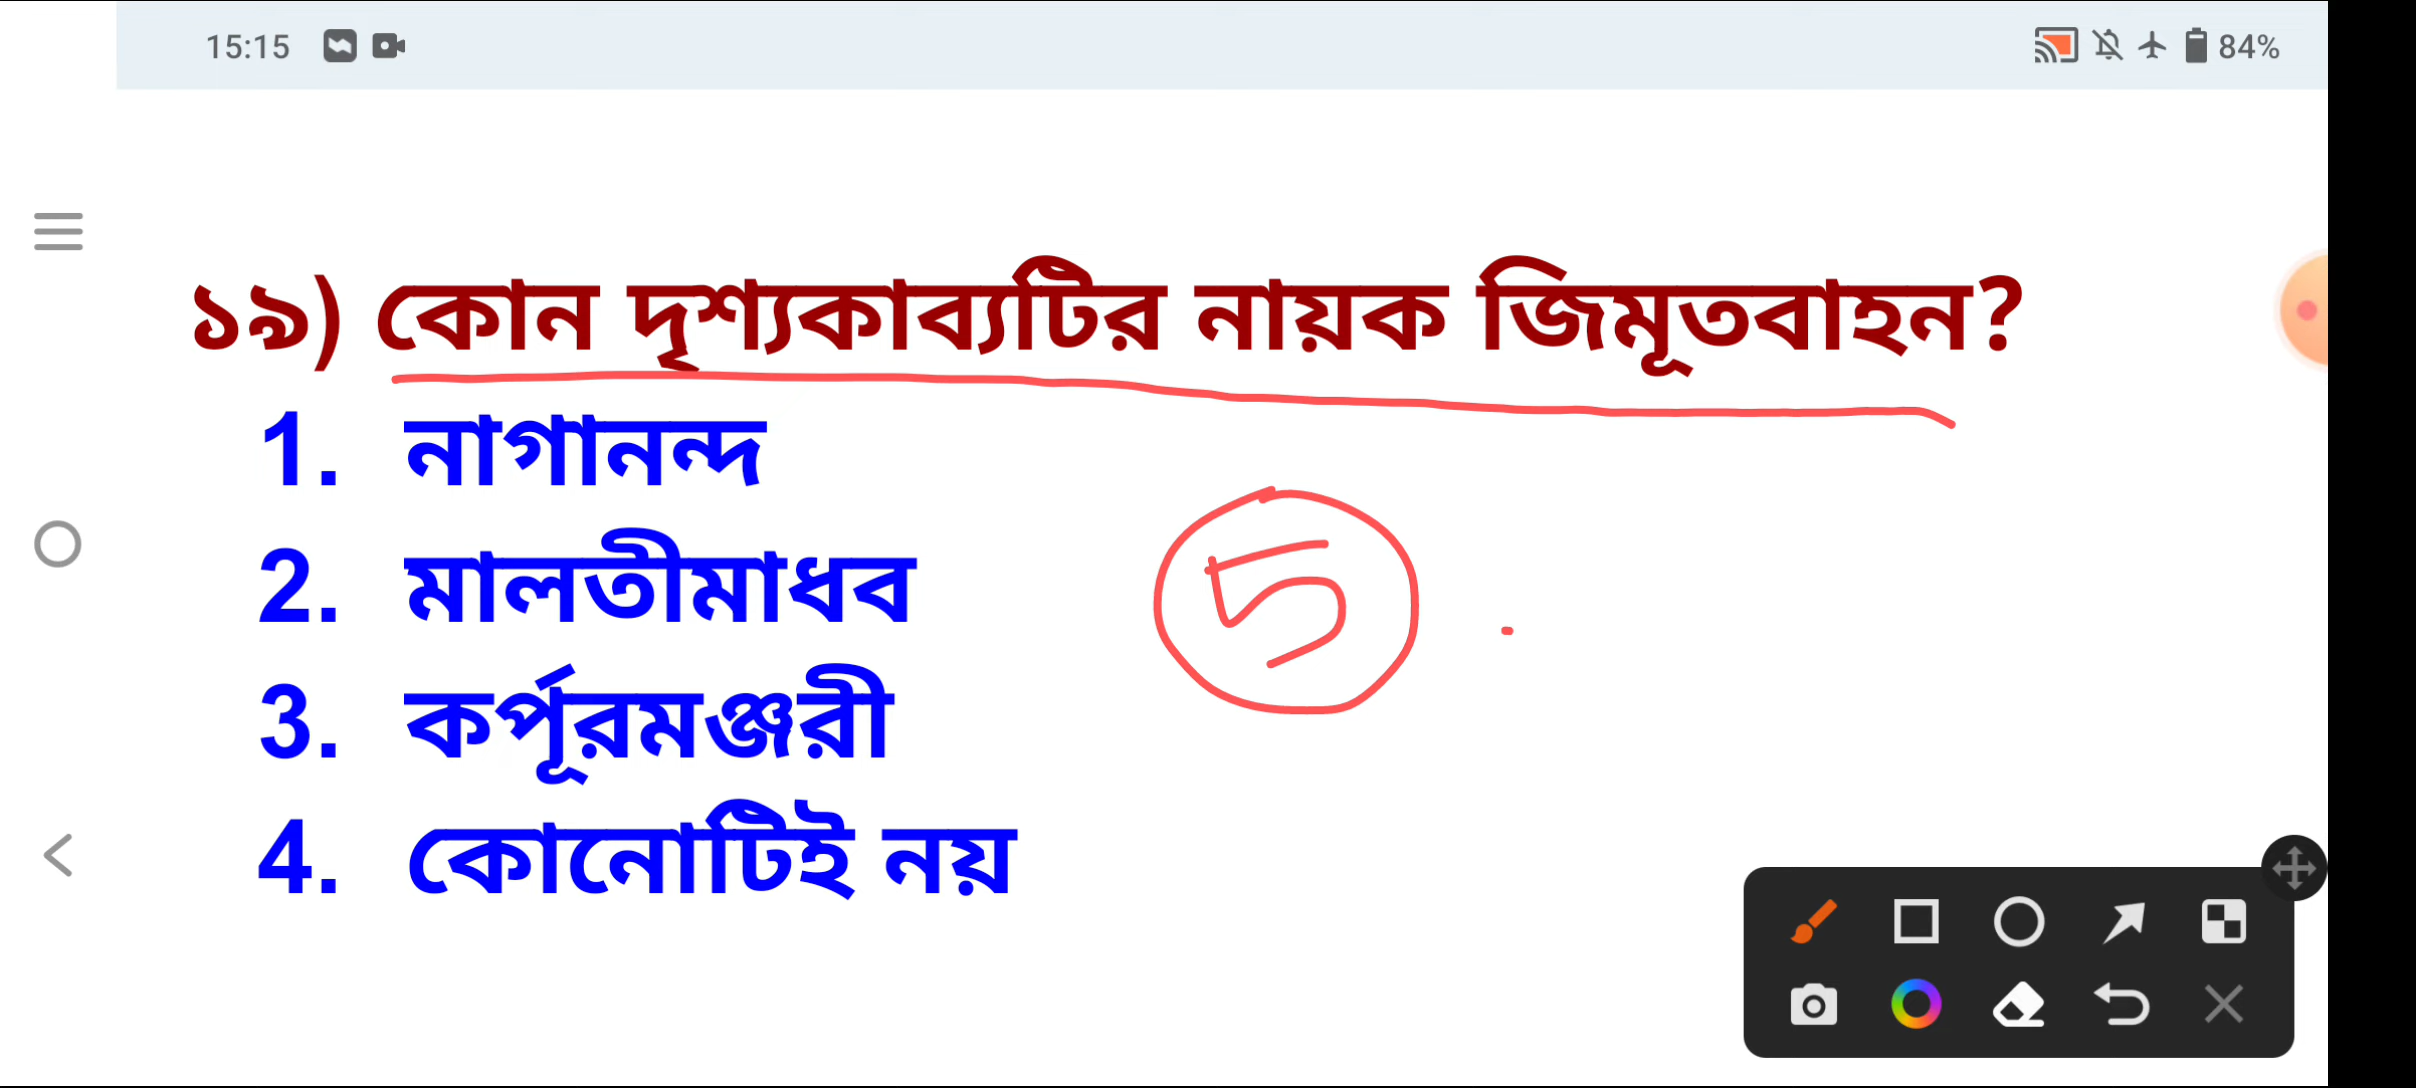 15:15 84%
১৯) কোন দৃশ্যকাব্যটির নায়ক জিমূতবাহন?
1. নাগানন্দ
2. মালতীমাধব
3. কর্পূরমঞ্জরী
4. কোনোটিই নয়